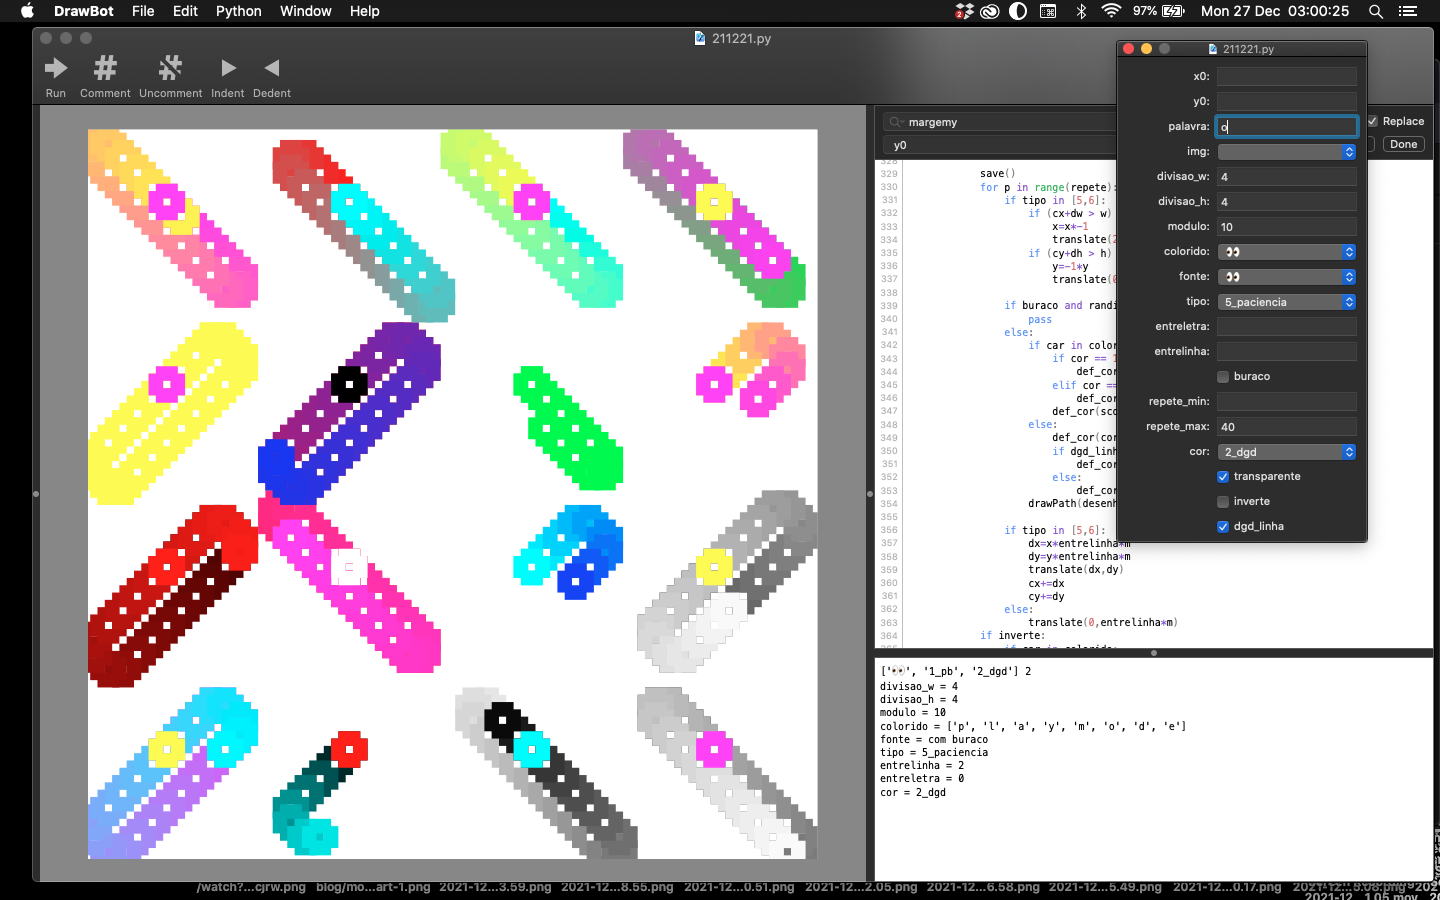 DrawBot File Edit Python Window Help 97% Mon 27 Dec 03:00:25
211221.py
Run Comment Uncomment Indent Dedent
margemy
y0
Replace
Done
329 save()
330 for p in range(repete):
331 if tipo in [5,6]:
332 if (cx+dw > w)
333 x=x*-1
334 translate(2
335 if (cy+dh > h)
336 y=-1*y
337 translate(0
338
339 if buraco and randi
340 pass
341 else:
342 if car in color
343 if cor == 1
344 def_cor
345 elif cor ==
346 def_cor
347 def_cor(sco
348 else:
349 def_cor(cor
350 if dgd_linh
351 def_cor
352 else:
353 def_cor
354 drawPath(desenh
355
356 if tipo in [5,6]:
357 dx=x*entrelinha*m
358 dy=y*entrelinha*m
359 translate(dx,dy)
360 cx+=dx
361 cy+=dy
362 else:
363 translate(0,entrelinha*m)
364 if inverte:
211221.py
x0:
y0:
palavra: o
img:
divisao_w: 4
divisao_h: 4
modulo: 10
colorido: 👀
fonte: 👀
tipo: 5_paciencia
entreletra:
entrelinha:
buraco
repete_min:
repete_max: 40
cor: 2_dgd
transparente
inverte
dgd_linha
['👀', '1_pb', '2_dgd'] 2
divisao_w = 4
divisao_h = 4
modulo = 10
colorido = ['p', 'l', 'a', 'y', 'm', 'o', 'd', 'e']
fonte = com buraco
tipo = 5_paciencia
entrelinha = 2
entreletra = 0
cor = 2_dgd
/watch?...cjrw.png blog/mo...art-1.png 2021-12...3.59.png 2021-12...8.55.png 2021-12...0.51.png 2021-12...2.05.png 2021-12...6.58.png 2021-12...5.49.png 2021-12...0.17.png